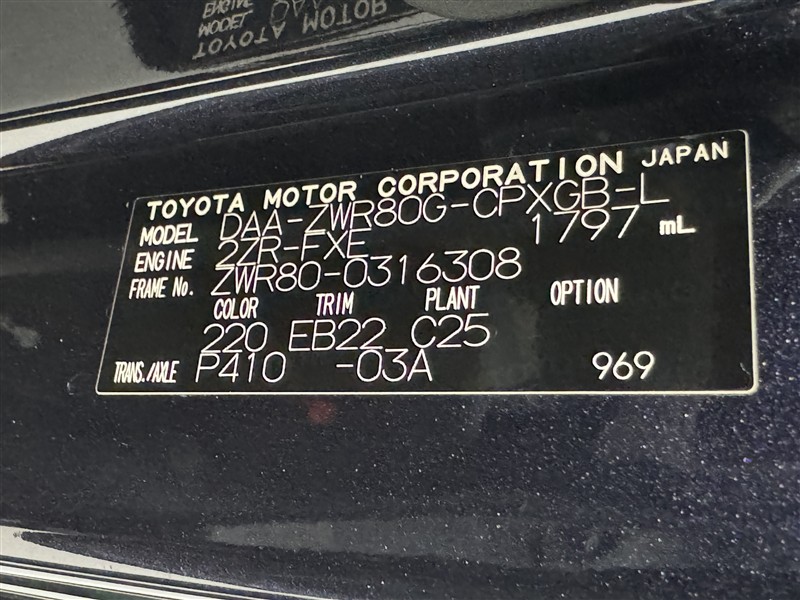 TOYOTA MOTOR CORPORATION JAPAN
MODEL DAA-ZWR80G-CPXGB-L
ENGINE 2ZR-FXE 1797 mL
FRAME No. ZWR80-0316308
COLOR TRIM PLANT OPTION
220 EB22 C25
TRANS./AXLE P410 -03A 969